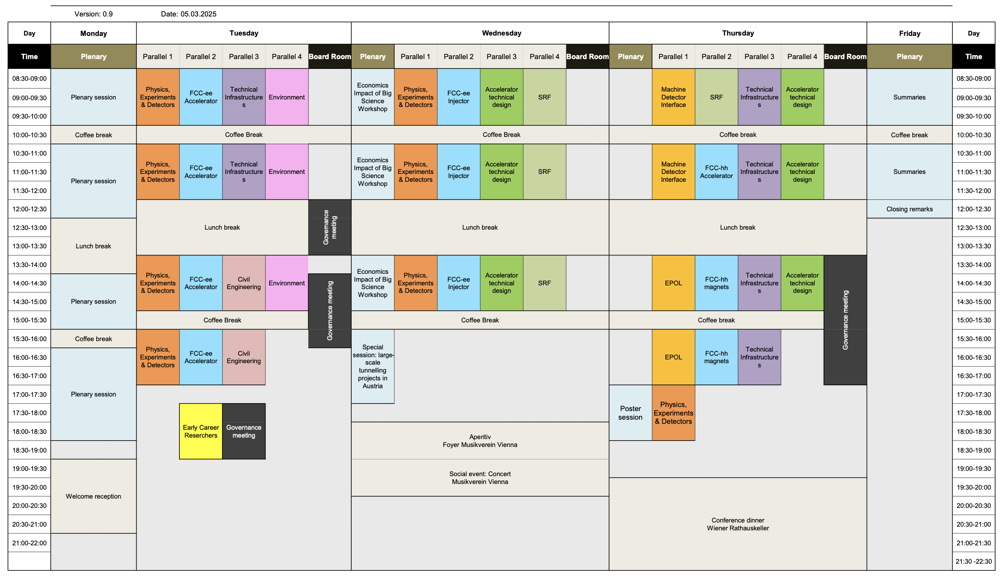 Version: 0.9 Date: 05.03.2025
Day Monday Tuesday Wednesday Thursday Friday Day
Time Plenary Parallel 1 Parallel 2 Parallel 3 Parallel 4 Board Room Plenary Parallel 1 Parallel 2 Parallel 3 Parallel 4 Board Room Plenary Parallel 1 Parallel 2 Parallel 3 Parallel 4 Board Room Plenary Time
08:30-09:00
09:00-09:30
09:30-10:00
Plenary session
Physics,
Experiments
& Detectors
FCC-ee
Accelerator
Technical
Infrastructure
s
Environment
Economics
Impact of Big
Science
Workshop
Physics,
Experiments
& Detectors
FCC-ee
Injector
Accelerator
technical
design
SRF
Machine
Detector
Interface
SRF
Technical
Infrastructure
s
Accelerator
technical
design
Summaries
08:30-09:00
09:00-09:30
09:30-10:00
10:00-10:30 Coffee break Coffee Break Coffee Break Coffee break Coffee break 10:00-10:30
10:30-11:00
11:00-11:30
11:30-12:00
12:00-12:30
Plenary session
Physics,
Experiments
& Detectors
FCC-ee
Accelerator
Technical
Infrastructure
s
Environment
Economics
Impact of Big
Science
Workshop
Physics,
Experiments
& Detectors
FCC-ee
Injector
Accelerator
technical
design
SRF
Machine
Detector
Interface
FCC-hh
Accelerator
Technical
Infrastructure
s
Accelerator
technical
design
Summaries
Closing remarks
10:30-11:00
11:00-11:30
11:30-12:00
12:00-12:30
12:30-13:00
13:00-13:30
Lunch break
Lunch break
Governance
meeting
Lunch break
Lunch break
12:30-13:00
13:00-13:30
13:30-14:00
14:00-14:30
14:30-15:00
Plenary session
Physics,
Experiments
& Detectors
FCC-ee
Accelerator
Civil
Engineering
Environment
Governance meeting
Economics
Impact of Big
Science
Workshop
Physics,
Experiments
& Detectors
FCC-ee
Injector
Accelerator
technical
design
SRF
EPOL
FCC-hh
magnets
Technical
Infrastructure
s
Accelerator
technical
design
Governance meeting
13:30-14:00
14:00-14:30
14:30-15:00
15:00-15:30 Coffee Break Coffee Break Coffee break 15:00-15:30
15:30-16:00 Coffee break 15:30-16:00
16:00-16:30
16:30-17:00
Physics,
Experiments
& Detectors
FCC-ee
Accelerator
Civil
Engineering
Special
session: large-
scale
tunnelling
projects in
Austria
EPOL
FCC-hh
magnets
Technical
Infrastructure
s
16:00-16:30
16:30-17:00
17:00-17:30
17:30-18:00
18:00-18:30
18:30-19:00
Plenary session
Early Career
Reserchers
Governance
meeting
Aperitiv
Foyer Musikverein Vienna
Poster
session
Physics,
Experiments
& Detectors
17:00-17:30
17:30-18:00
18:00-18:30
18:30-19:00
19:00-19:30
19:30-20:00
20:00-20:30
20:30-21:00
21:00-22:00
Welcome reception
Social event: Concert
Musikverein Vienna
Conference dinner
Wiener Rathauskeller
19:00-19:30
19:30-20:00
20:00-20:30
20:30-21:00
21:00-21:30
21:30 -22:30